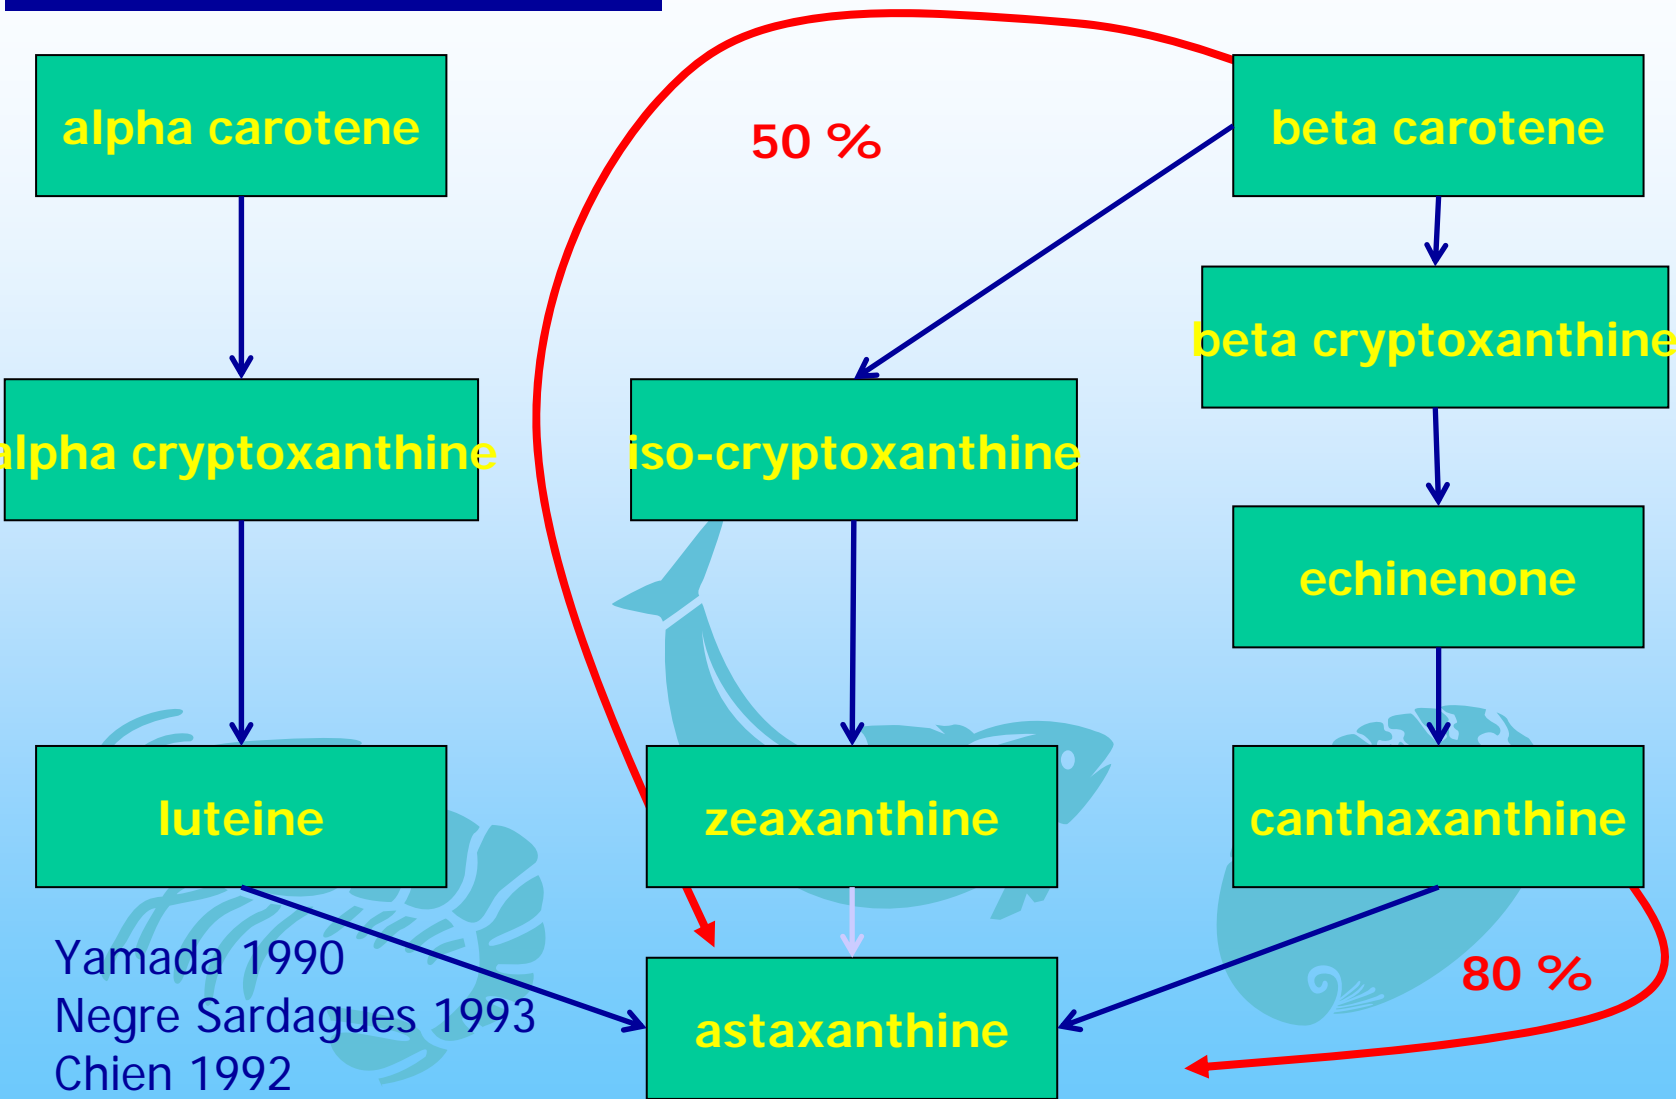 alpha carotene
50 %
beta carotene
beta cryptoxanthine
alpha cryptoxanthine
iso-cryptoxanthine
echinenone
luteine
zeaxanthine
canthaxanthine
Yamada 1990
Negre Sardagues 1993
Chien 1992
80 %
astaxanthine